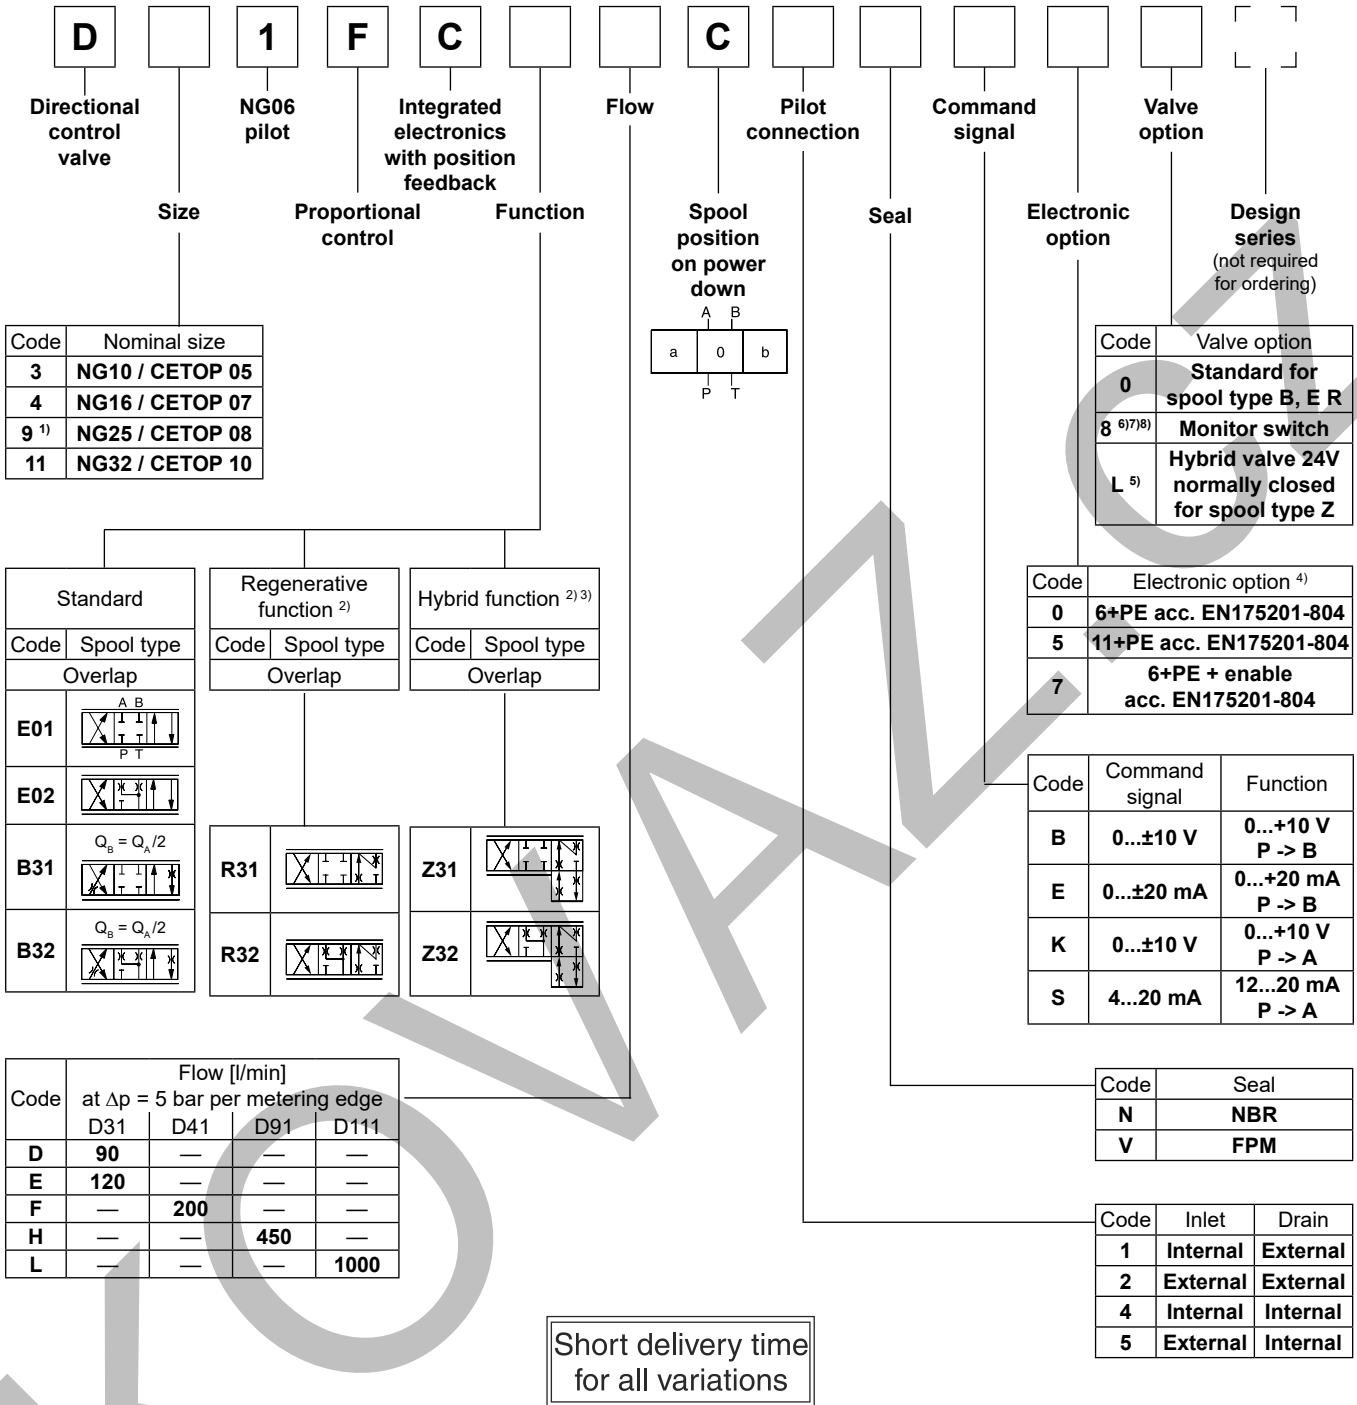 D 1 F C C
Directional control valve
NG06 pilot
Integrated electronics with position feedback
Flow
Pilot connection
Command signal
Valve option
Size
Proportional control
Function
Spool position on power down
Seal
Electronic option
Design series (not required for ordering)
A B
a 0 b
P T
Code Nominal size
3 NG10 / CETOP 05
4 NG16 / CETOP 07
9 1) NG25 / CETOP 08
11 NG32 / CETOP 10
Code Valve option
0 Standard for spool type B, E R
8 6)7)8) Monitor switch
L 5) Hybrid valve 24V normally closed for spool type Z
Standard
Code Spool type
Overlap
E01
A B
P T
E02
B31 QB = QA/2
B32 QB = QA/2
Regenerative function 2)
Code Spool type
Overlap
R31
R32
Hybrid function 2) 3)
Code Spool type
Overlap
Z31
Z32
Code Electronic option 4)
0 6+PE acc. EN175201-804
5 11+PE acc. EN175201-804
7 6+PE + enable acc. EN175201-804
Code Command signal Function
B 0...±10 V 0...+10 V P -> B
E 0...±20 mA 0...+20 mA P -> B
K 0...±10 V 0...+10 V P -> A
S 4...20 mA 12...20 mA P -> A
Code Flow [l/min] at Δp = 5 bar per metering edge
D31 D41 D91 D111
D 90 — — —
E 120 — — —
F — 200 — —
H — — 450 —
L — — — 1000
Code Seal
N NBR
V FPM
Code Inlet Drain
1 Internal External
2 External External
4 Internal Internal
5 External Internal
Short delivery time
for all variations
KOVAZ.CZ